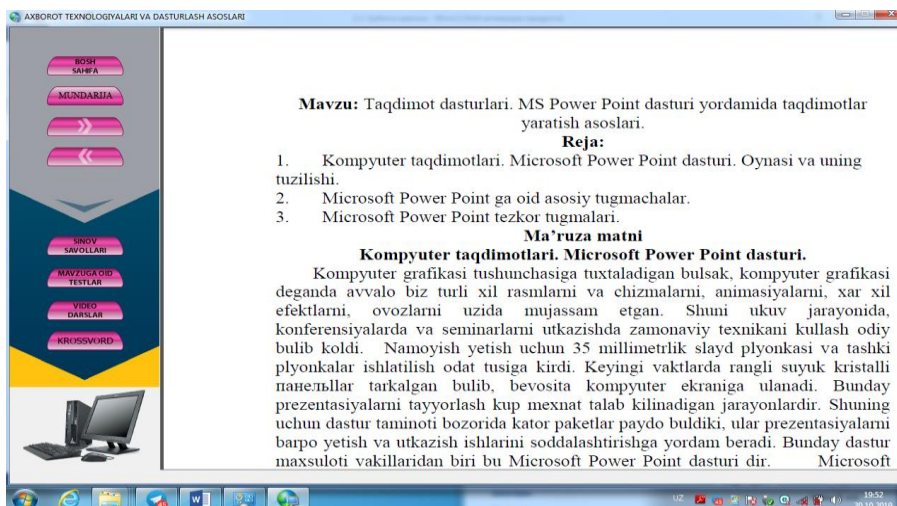 AXBOROT TEXNOLOGIYALARI VA DASTURLASH ASOSLARI
BOSH
SAHIFA
MUNDARIJA
SINOV
SAVOLLARI
MAVZUGA OID
TESTLAR
VIDEO
DARSLAR
KROSSVORD
Mavzu: Taqdimot dasturlari. MS Power Point dasturi yordamida taqdimotlar
yaratish asoslari.
Reja:
1. Kompyuter taqdimotlari. Microsoft Power Point dasturi. Oynasi va uning
tuzilishi.
2. Microsoft Power Point ga oid asosiy tugmachalar.
3. Microsoft Power Point tezkor tugmalari.
Ma’ruza matni
Kompyuter taqdimotlari. Microsoft Power Point dasturi.
Kompyuter grafikasi tushunchasiga tuxtaladigan bulsak, kompyuter grafikasi
deganda avvalo biz turli xil rasmlarni va chizmalarni, animasiyalarni, xar xil
efektlarni, ovozlarni uzida mujassam etgan. Shuni ukuv jarayonida,
konferensiyalarda va seminarlarni utkazishda zamonaviy texnikani kullash odiy
bulib koldi. Namoyish yetish uchun 35 millimetrlik slayd plyonkasi va tashki
plyonkalar ishlatilish odat tusiga kirdi. Keyingi vaktlarda rangli suyuk kristalli
панельllar tarkalgan bulib, bevosita kompyuter ekraniga ulanadi. Bunday
prezentasiyalarni tayyorlash kup mexnat talab kilinadigan jarayonlardir. Shuning
uchun dastur taminoti bozorida kator paketlar paydo buldiki, ular prezentasiyalarni
barpo yetish va utkazish ishlarini soddalashtirishga yordam beradi. Bunday dastur
maxsuloti vakillaridan biri bu Microsoft Power Point dasturi dir. Microsoft
UZ
19:52
30.10.2019